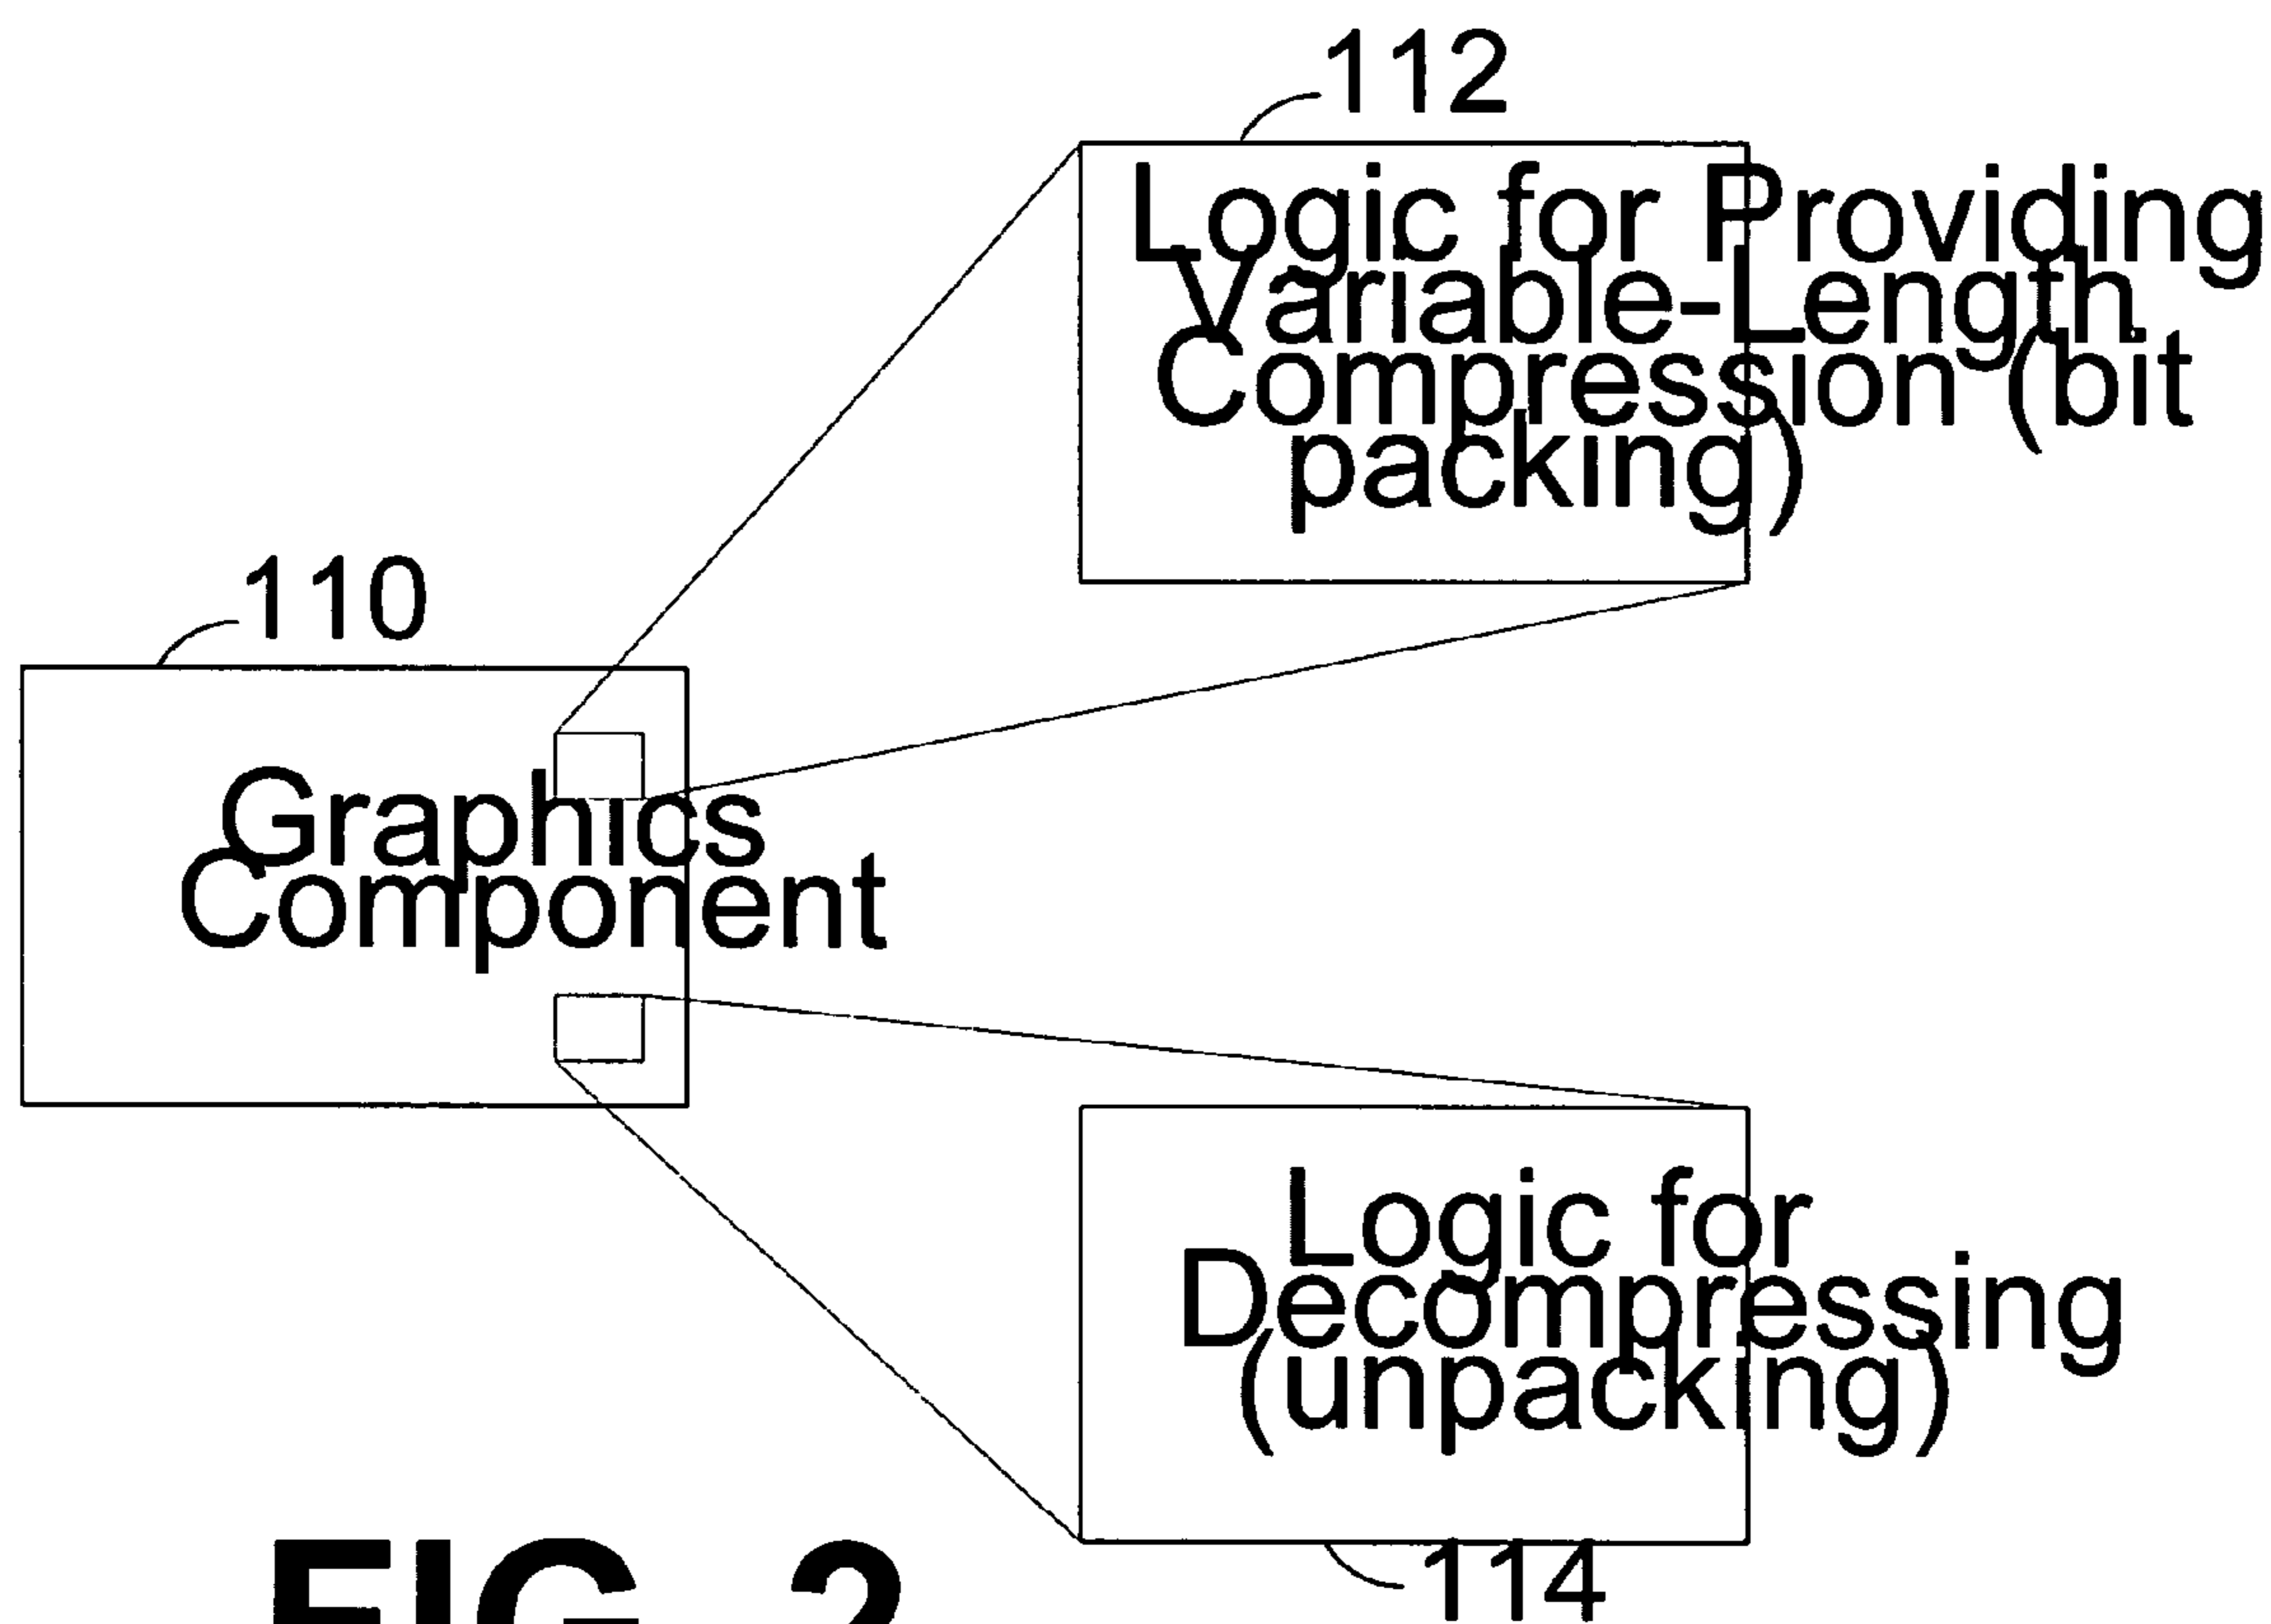 112
Logic for Providing
Variable-Length
Compression (bit
packing)
110
Graphics
Component
Logic for
Decompressing
(unpacking)
114
FIG. 2